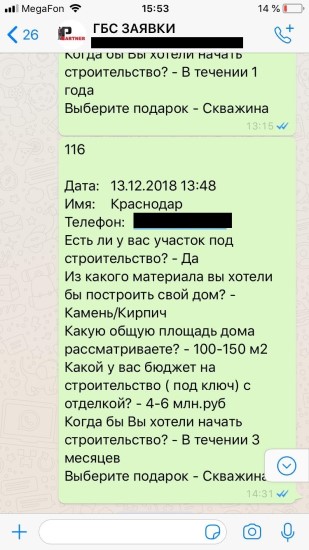 MegaFon 15:53 14 %
26 ГБС ЗАЯВКИ
PARTNER
Когда бы Вы хотели начать
строительство? - В течении 1
года
Выберите подарок - Скважина
13:15
116
Дата: 13.12.2018 13:48
Имя: Краснодар
Телефон:
Есть ли у вас участок под
строительство? - Да
Из какого материала вы хотели
бы построить свой дом? -
Камень/Кирпич
Какую общую площадь дома
рассматриваете? - 100-150 м2
Какой у вас бюджет на
строительство ( под ключ) с
отделкой? - 4-6 млн.руб
Когда бы Вы хотели начать
строительство? - В течении 3
месяцев
Выберите подарок - Скважина
14:31